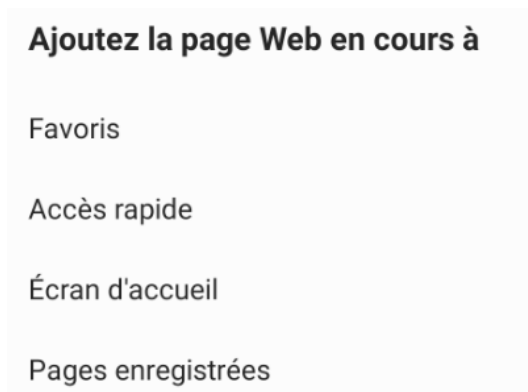 Ajoutez la page Web en cours à
Favoris
Accès rapide
Écran d'accueil
Pages enregistrées